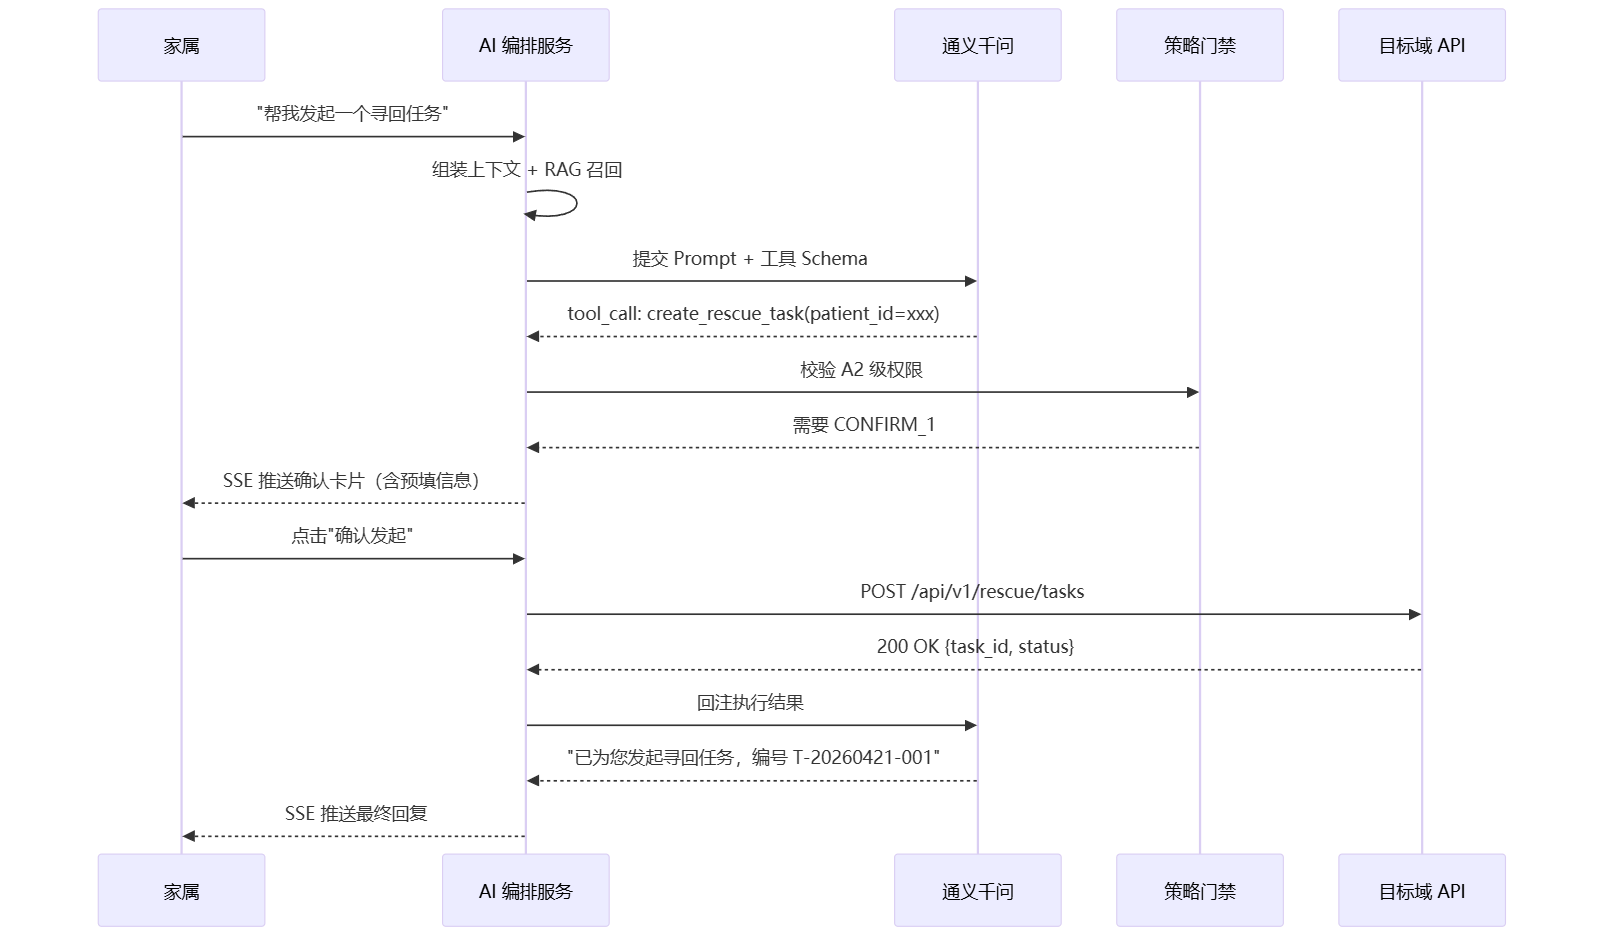 家属
AI 编排服务
通义千问
策略门禁
目标域 API
"帮我发起一个寻回任务"
组装上下文 + RAG 召回
提交 Prompt + 工具 Schema
tool_call: create_rescue_task(patient_id=xxx)
校验 A2 级权限
需要 CONFIRM_1
SSE 推送确认卡片（含预填信息）
点击"确认发起"
POST /api/v1/rescue/tasks
200 OK {task_id, status}
回注执行结果
"已为您发起寻回任务，编号 T-20260421-001"
SSE 推送最终回复
家属
AI 编排服务
通义千问
策略门禁
目标域 API